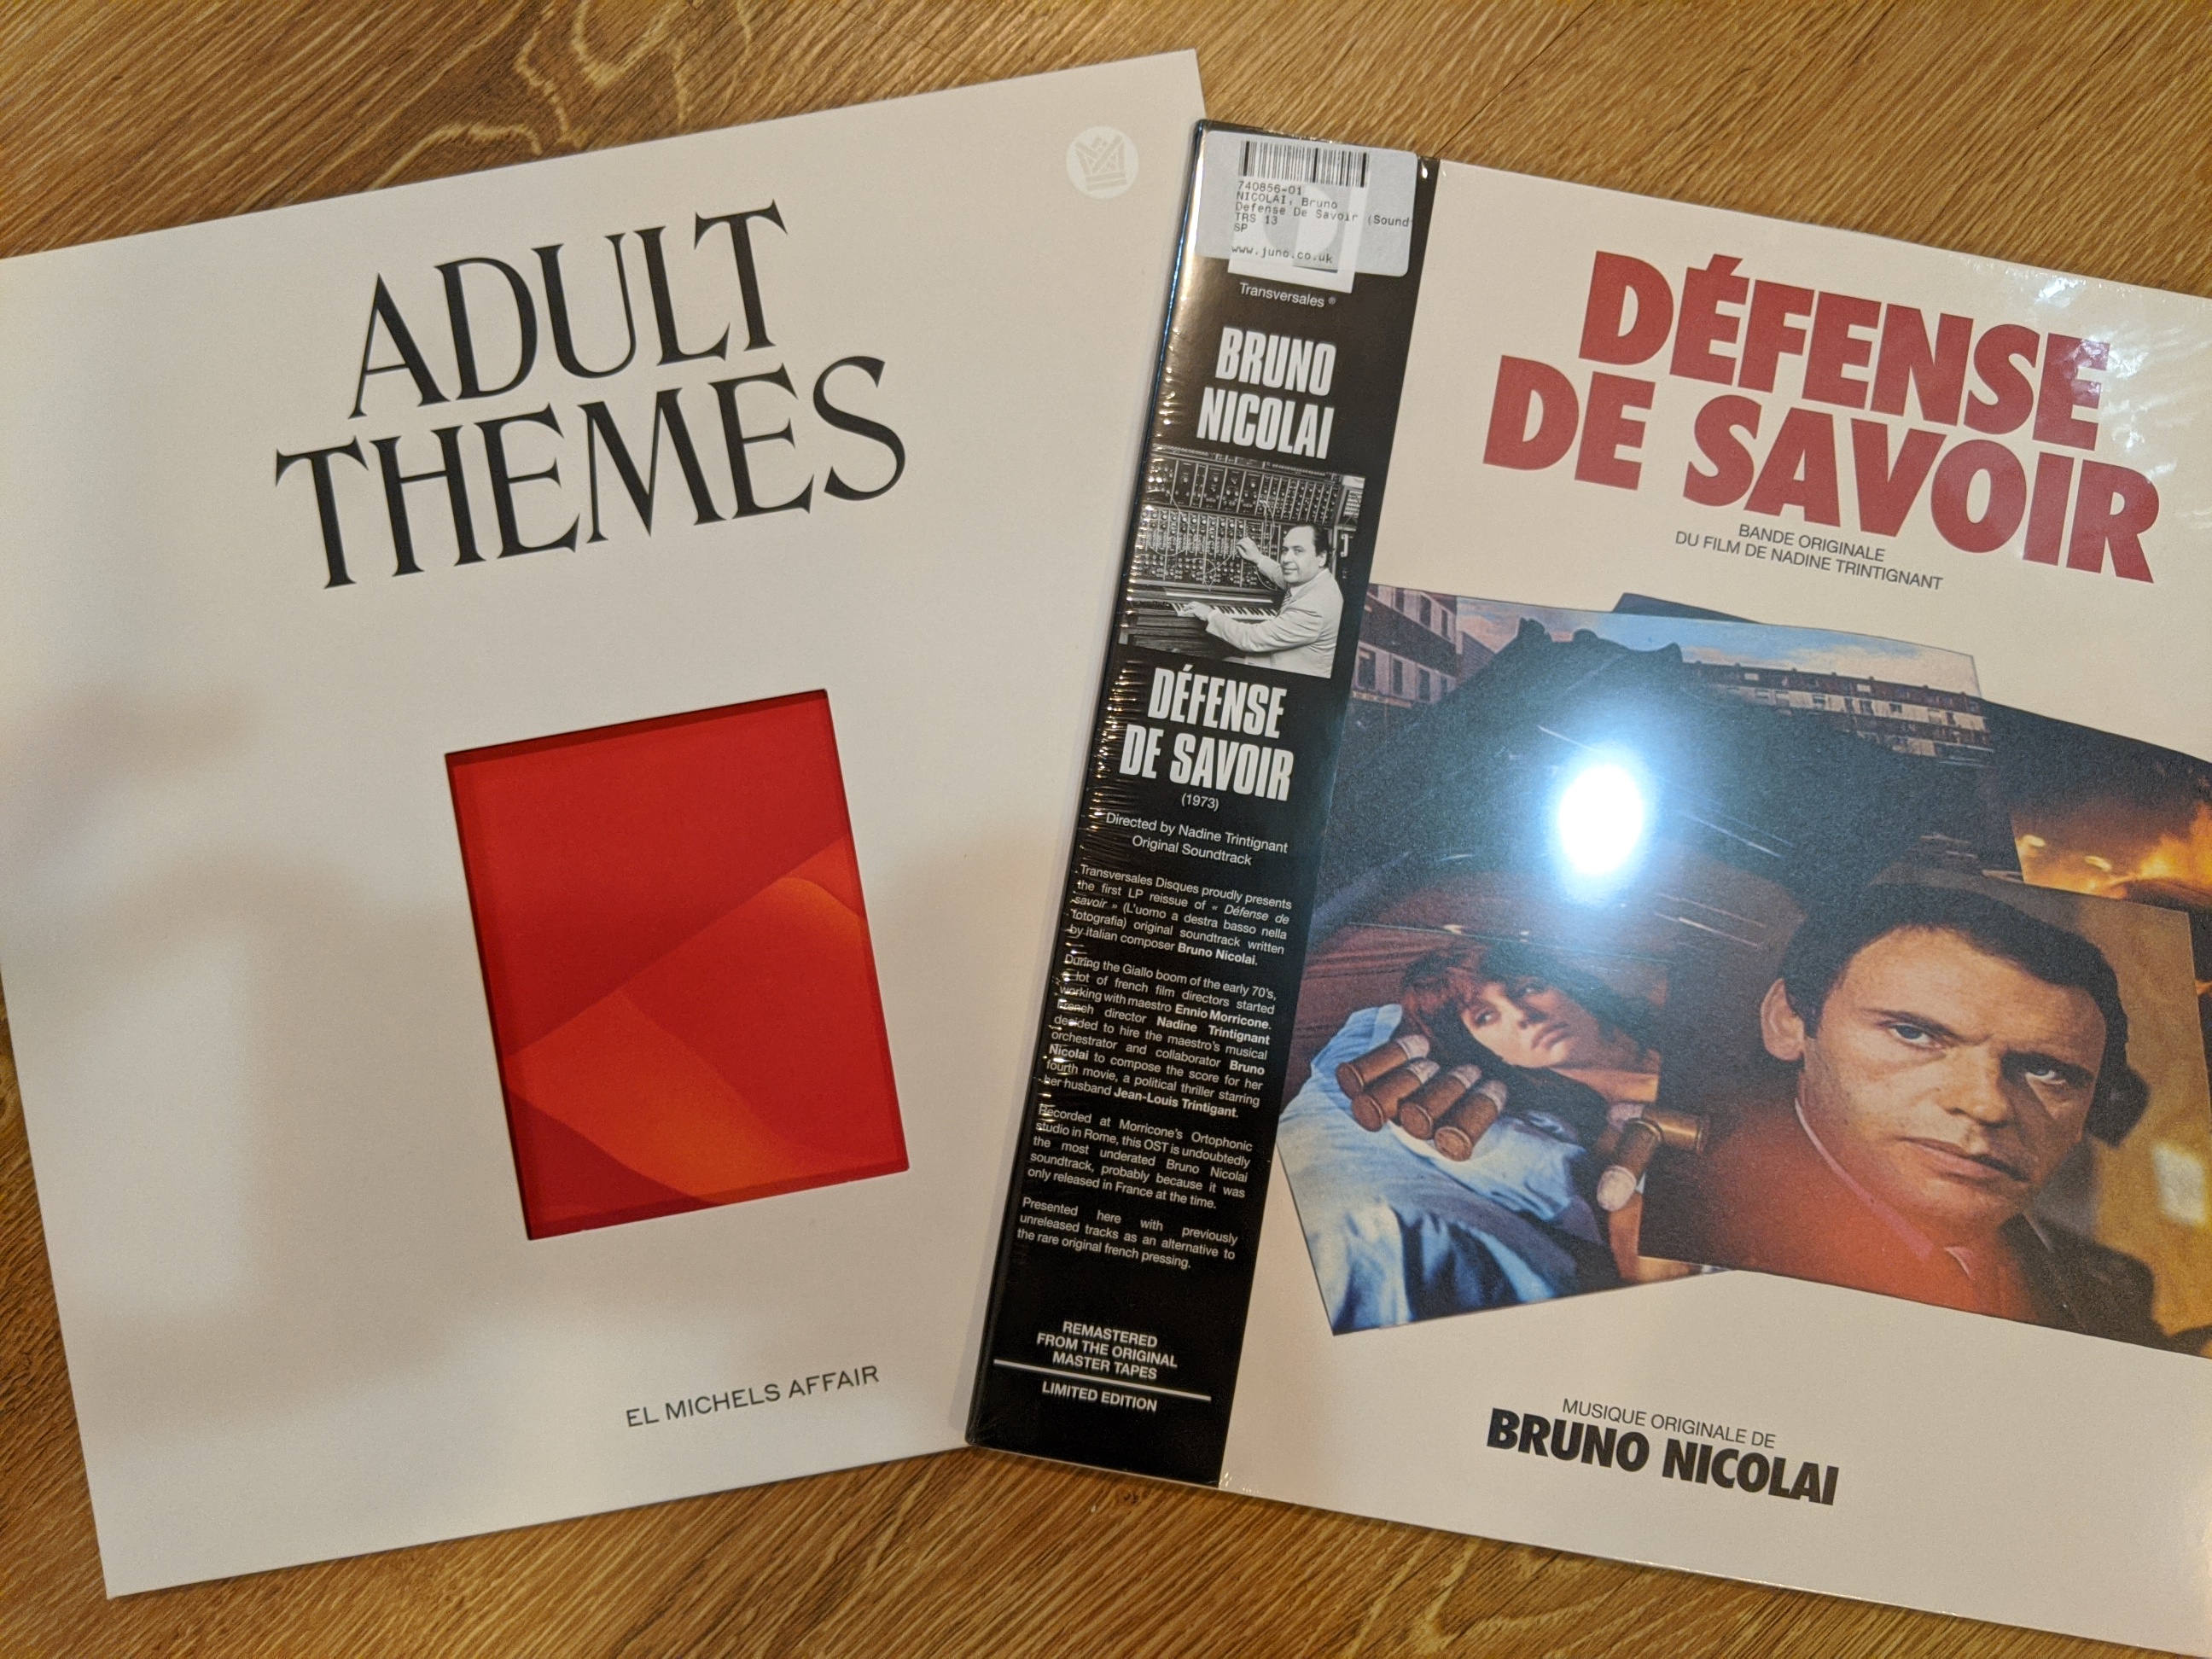 ADULT
THEMES
EL MICHELS AFFAIR
740856-01
NICOLAI, Bruno
Defense De Savoir (Sound
TRS 13
SP
www.juno.co.uk
Transversales ®
BRUNO
NICOLAI
DÉFENSE
DE SAVOIR
(1973)
Directed by Nadine Trintignant
Original Soundtrack
Transversales Disques proudly presents
the first LP reissue of « Défense de
savoir » (L'uomo a destra basso nella
fotografia) original soundtrack written
by italian composer Bruno Nicolai.
During the Giallo boom of the early 70's,
a lot of french film directors started
working with maestro Ennio Morricone.
French director Nadine Trintignant
decided to hire the maestro's musical
orchestrator and collaborator Bruno
Nicolai to compose the score for her
fourth movie, a political thriller starring
her husband Jean-Louis Trintigant.
Recorded at Morricone's Ortophonic
studio in Rome, this OST is undoubtedly
the most underated Bruno Nicolai
soundtrack, probably because it was
only released in France at the time.
Presented here with previously
unreleased tracks as an alternative to
the rare original french pressing.
REMASTERED
FROM THE ORIGINAL
MASTER TAPES
LIMITED EDITION
DÉFENSE
DE SAVOIR
BANDE ORIGINALE
DU FILM DE NADINE TRINTIGNANT
MUSIQUE ORIGINALE DE
BRUNO NICOLAI